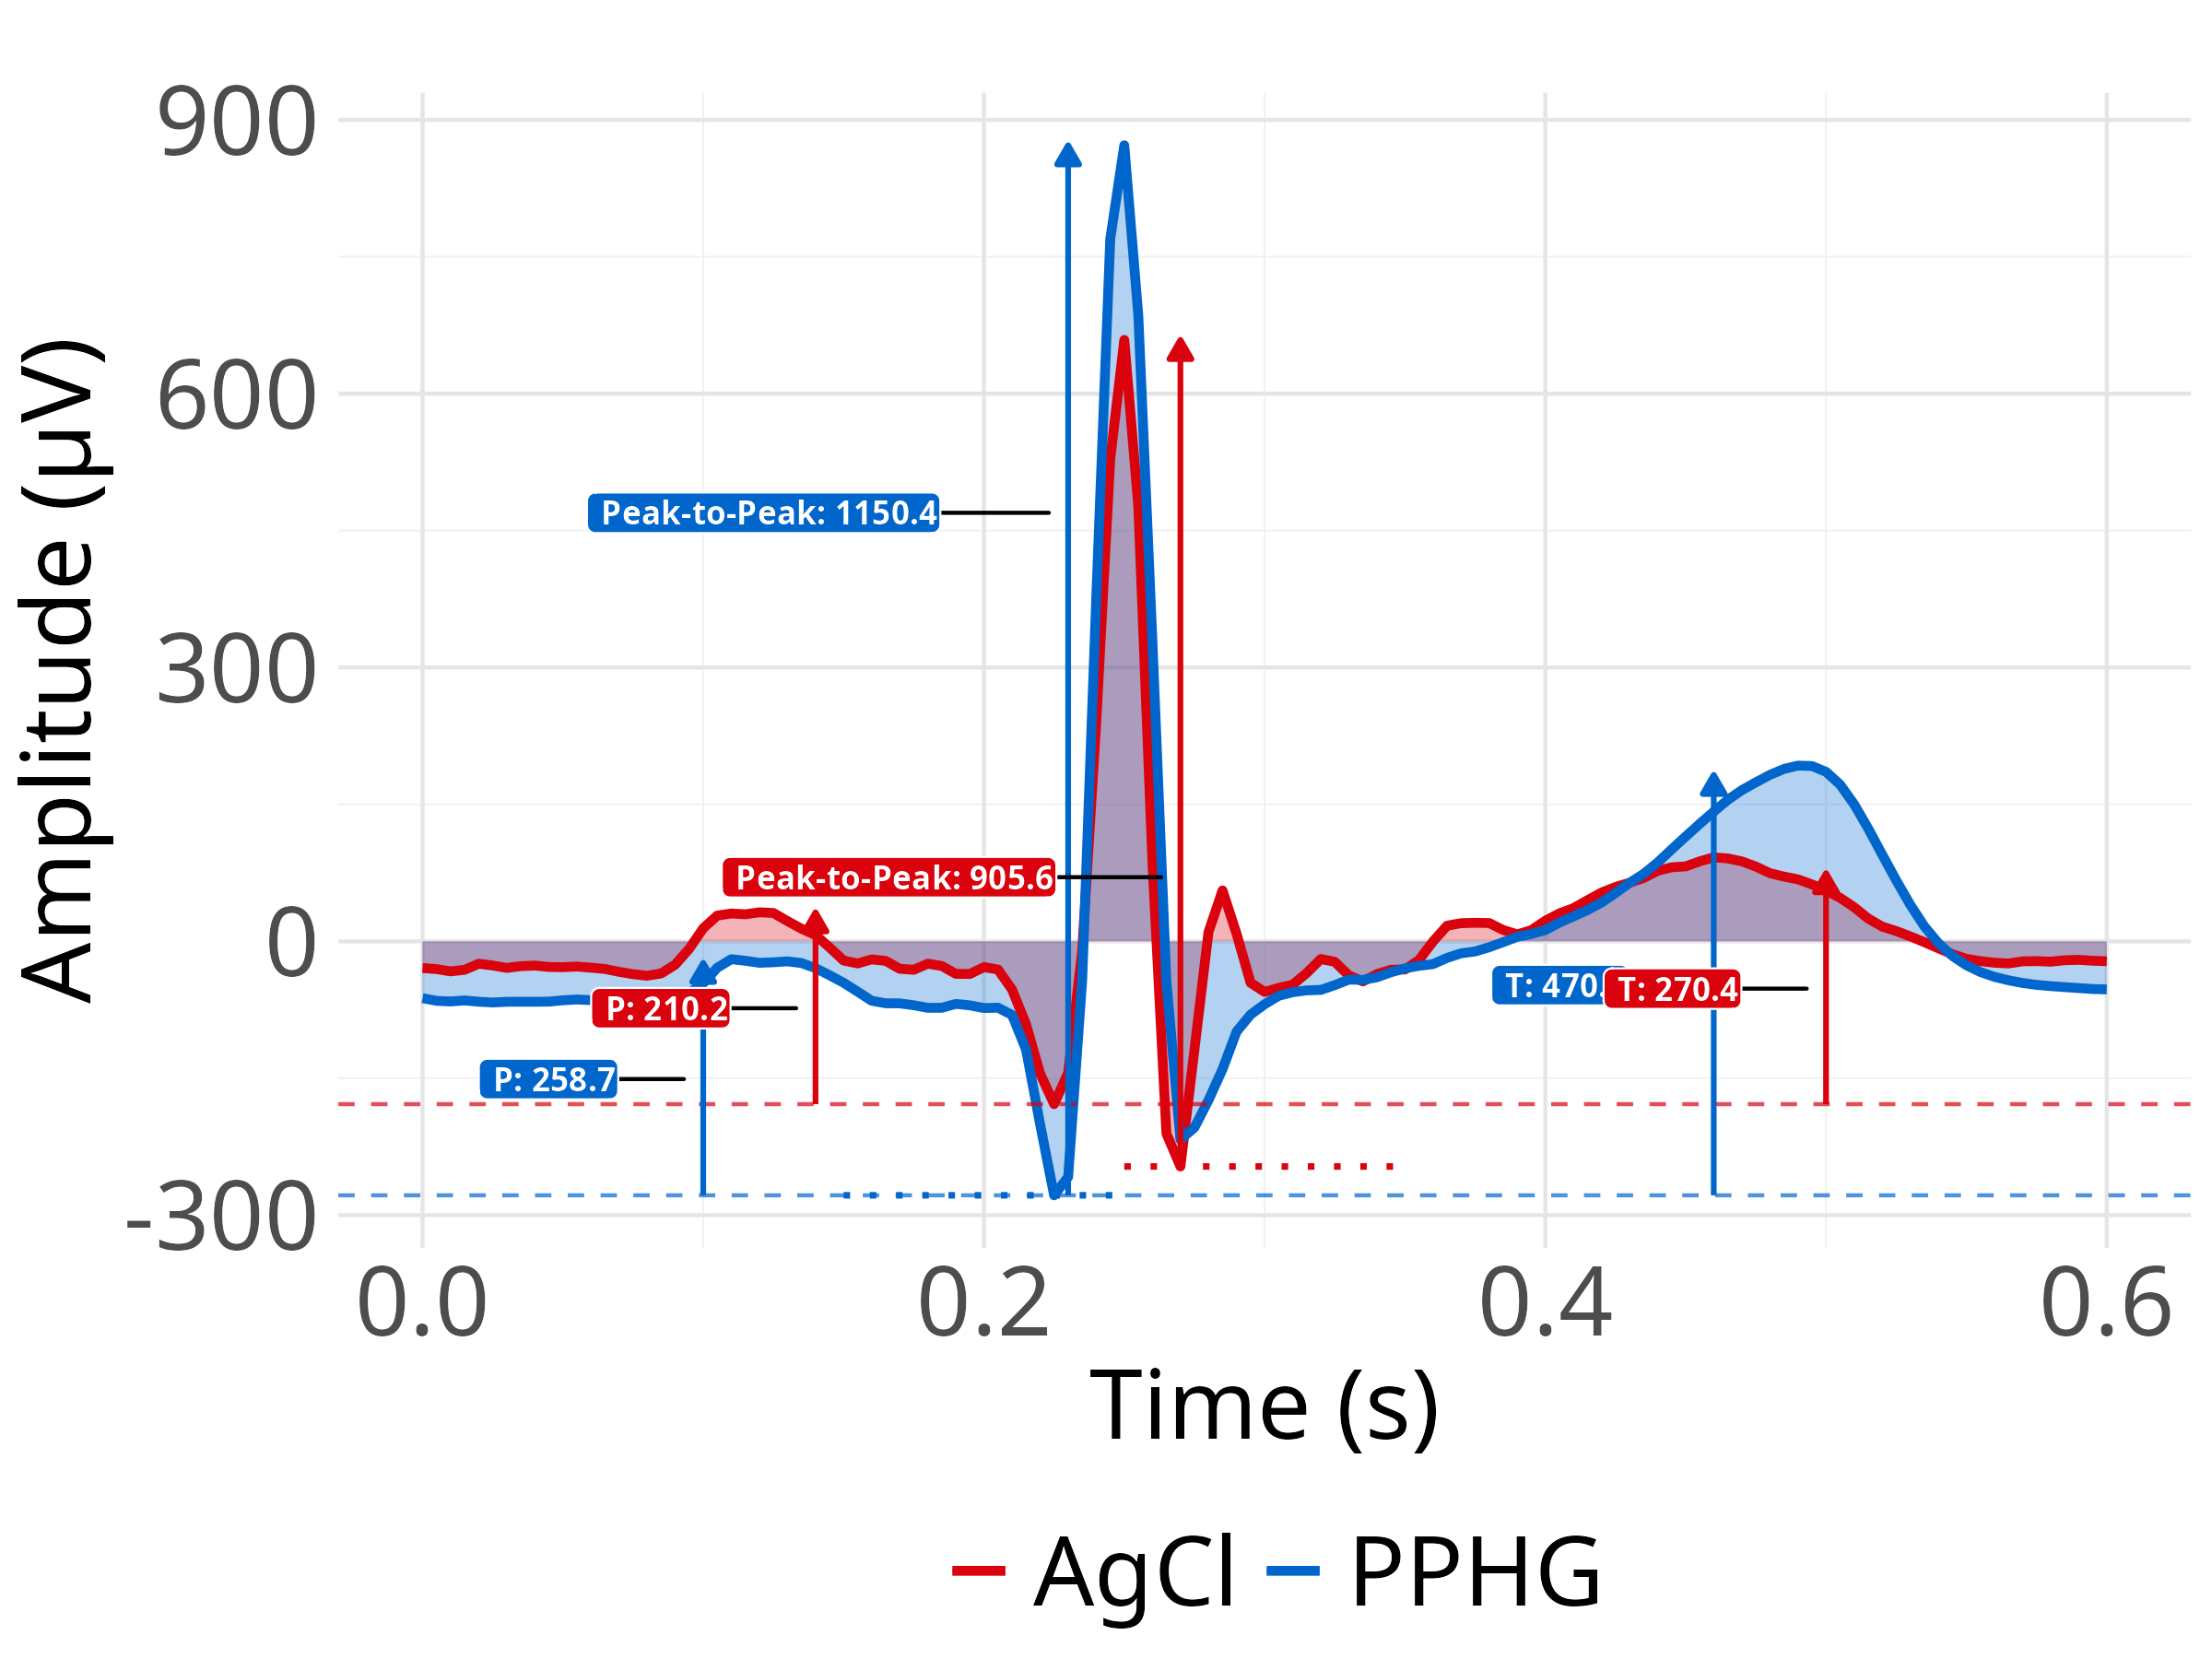 Amplitude (µV)
900
600
300
0
-300
Peak-to-Peak: 1150.4
Peak-to-Peak: 905.6
P: 210.2
P: 258.7
T: 470.
T: 270.4
0.0 0.2 0.4 0.6
Time (s)
AgCl PPHG